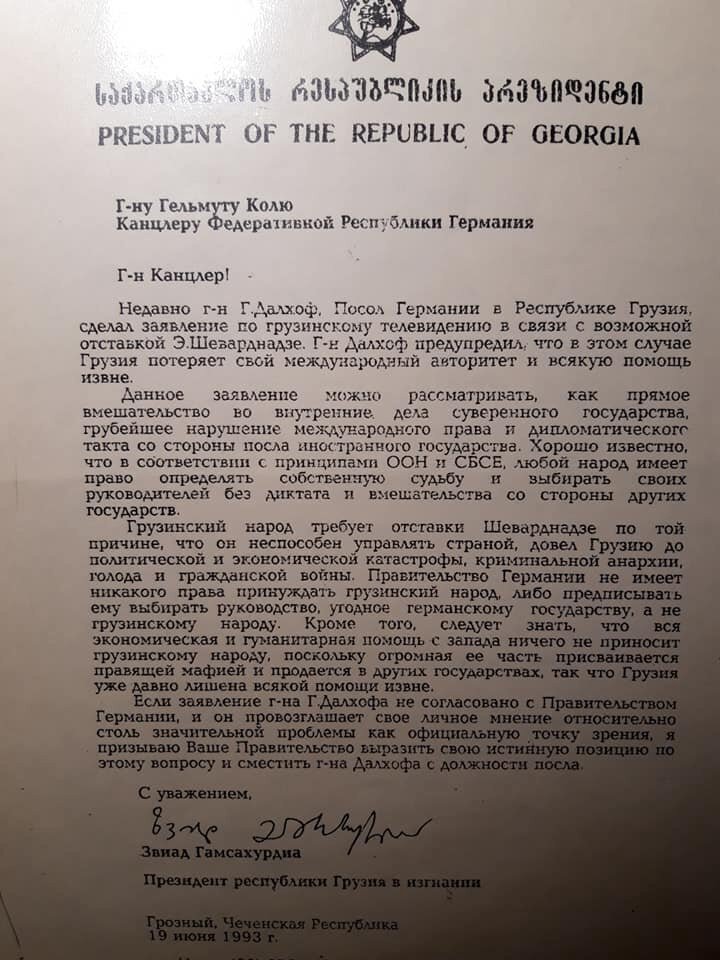 საქართველოს რესპუბლიკის პრეზიდენტი
PRESIDENT OF THE REPUBLIC OF GEORGIA
Г-ну Гельмуту Колю
Канцлеру Федеративной Республики Германия
Г-н Канцлер!
Недавно г-н Г.Далхоф, Посол Германии в Республике Грузия,
сделал заявление по грузинскому телевидению в связи с возможной
отставкой Э.Шеварднадзе. Г-н Далхоф предупредил, что в этом случае
Грузия потеряет свой международный авторитет и всякую помощь
извне.
Данное заявление можно рассматривать, как прямое
вмешательство во внутренние дела суверенного государства,
грубейшее нарушение международного права и дипломатического
такта со стороны посла иностранного государства. Хорошо известно,
что в соответствии с принципами ООН и СБСЕ, любой народ имеет
право определять собственную судьбу и выбирать своих
руководителей без диктата и вмешательства со стороны других
государств.
Грузинский народ требует отставки Шеварднадзе по той
причине, что он неспособен управлять страной, довел Грузию до
политической и экономической катастрофы, криминальной анархии,
голода и гражданской войны. Правительство Германии не имеет
никакого права принуждать грузинский народ, либо предписывать
ему выбирать руководство, угодное германскому государству, а не
грузинскому народу. Кроме того, следует знать, что вся
экономическая и гуманитарная помощь с запада ничего не приносит
грузинскому народу, поскольку огромная ее часть присваивается
правящей мафией и продается в других государствах, так что Грузия
уже давно лишена всякой помощи извне.
Если заявление г-на Г.Далхофа не согласовано с Правительством
Германии, и он провозглашает свое личное мнение относительно
столь значительной проблемы как официальную точку зрения, я
призываю Ваше Правительство выразить свою истинную позицию по
этому вопросу и сместить г-на Далхофа с должности посла.
С уважением,
ზვიად გამსახურდია
Звиад Гамсахурдиа
Президент республики Грузия в изгнании
Грозный, Чеченская Республика
19 июня 1993 г.